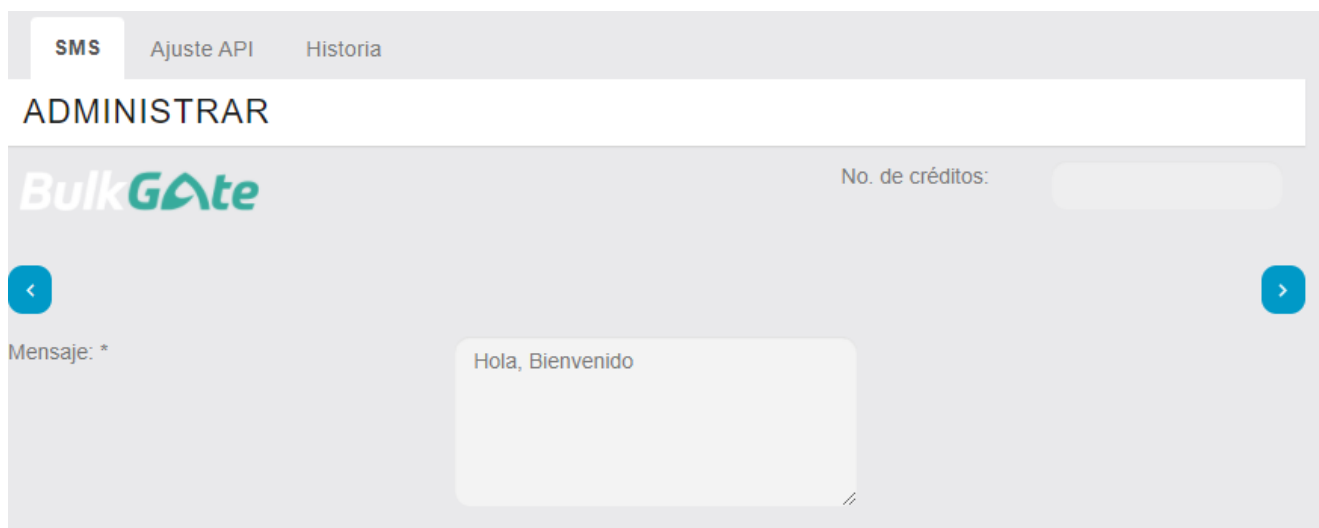 SMS Ajuste API Historia
ADMINISTRAR
BulkGate No. de créditos:
Mensaje: * Hola, Bienvenido